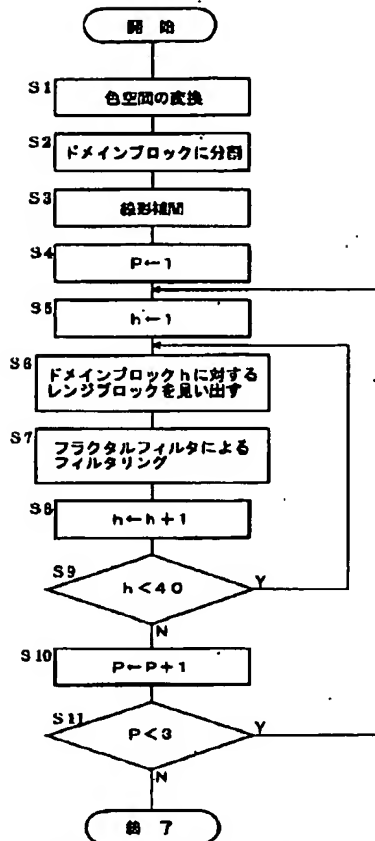 開 始
S1
色空間の変換
S2
ドメインブロックに分割
S3
線形補間
S4
P←1
S5
h←1
S6
ドメインブロックhに対する
レンジブロックを見い出す
S7
フラクタルフィルタによる
フィルタリング
S8
h←h+1
S9
h<40
Y
N
S10
P←P+1
S11
P<3
Y
N
終 了